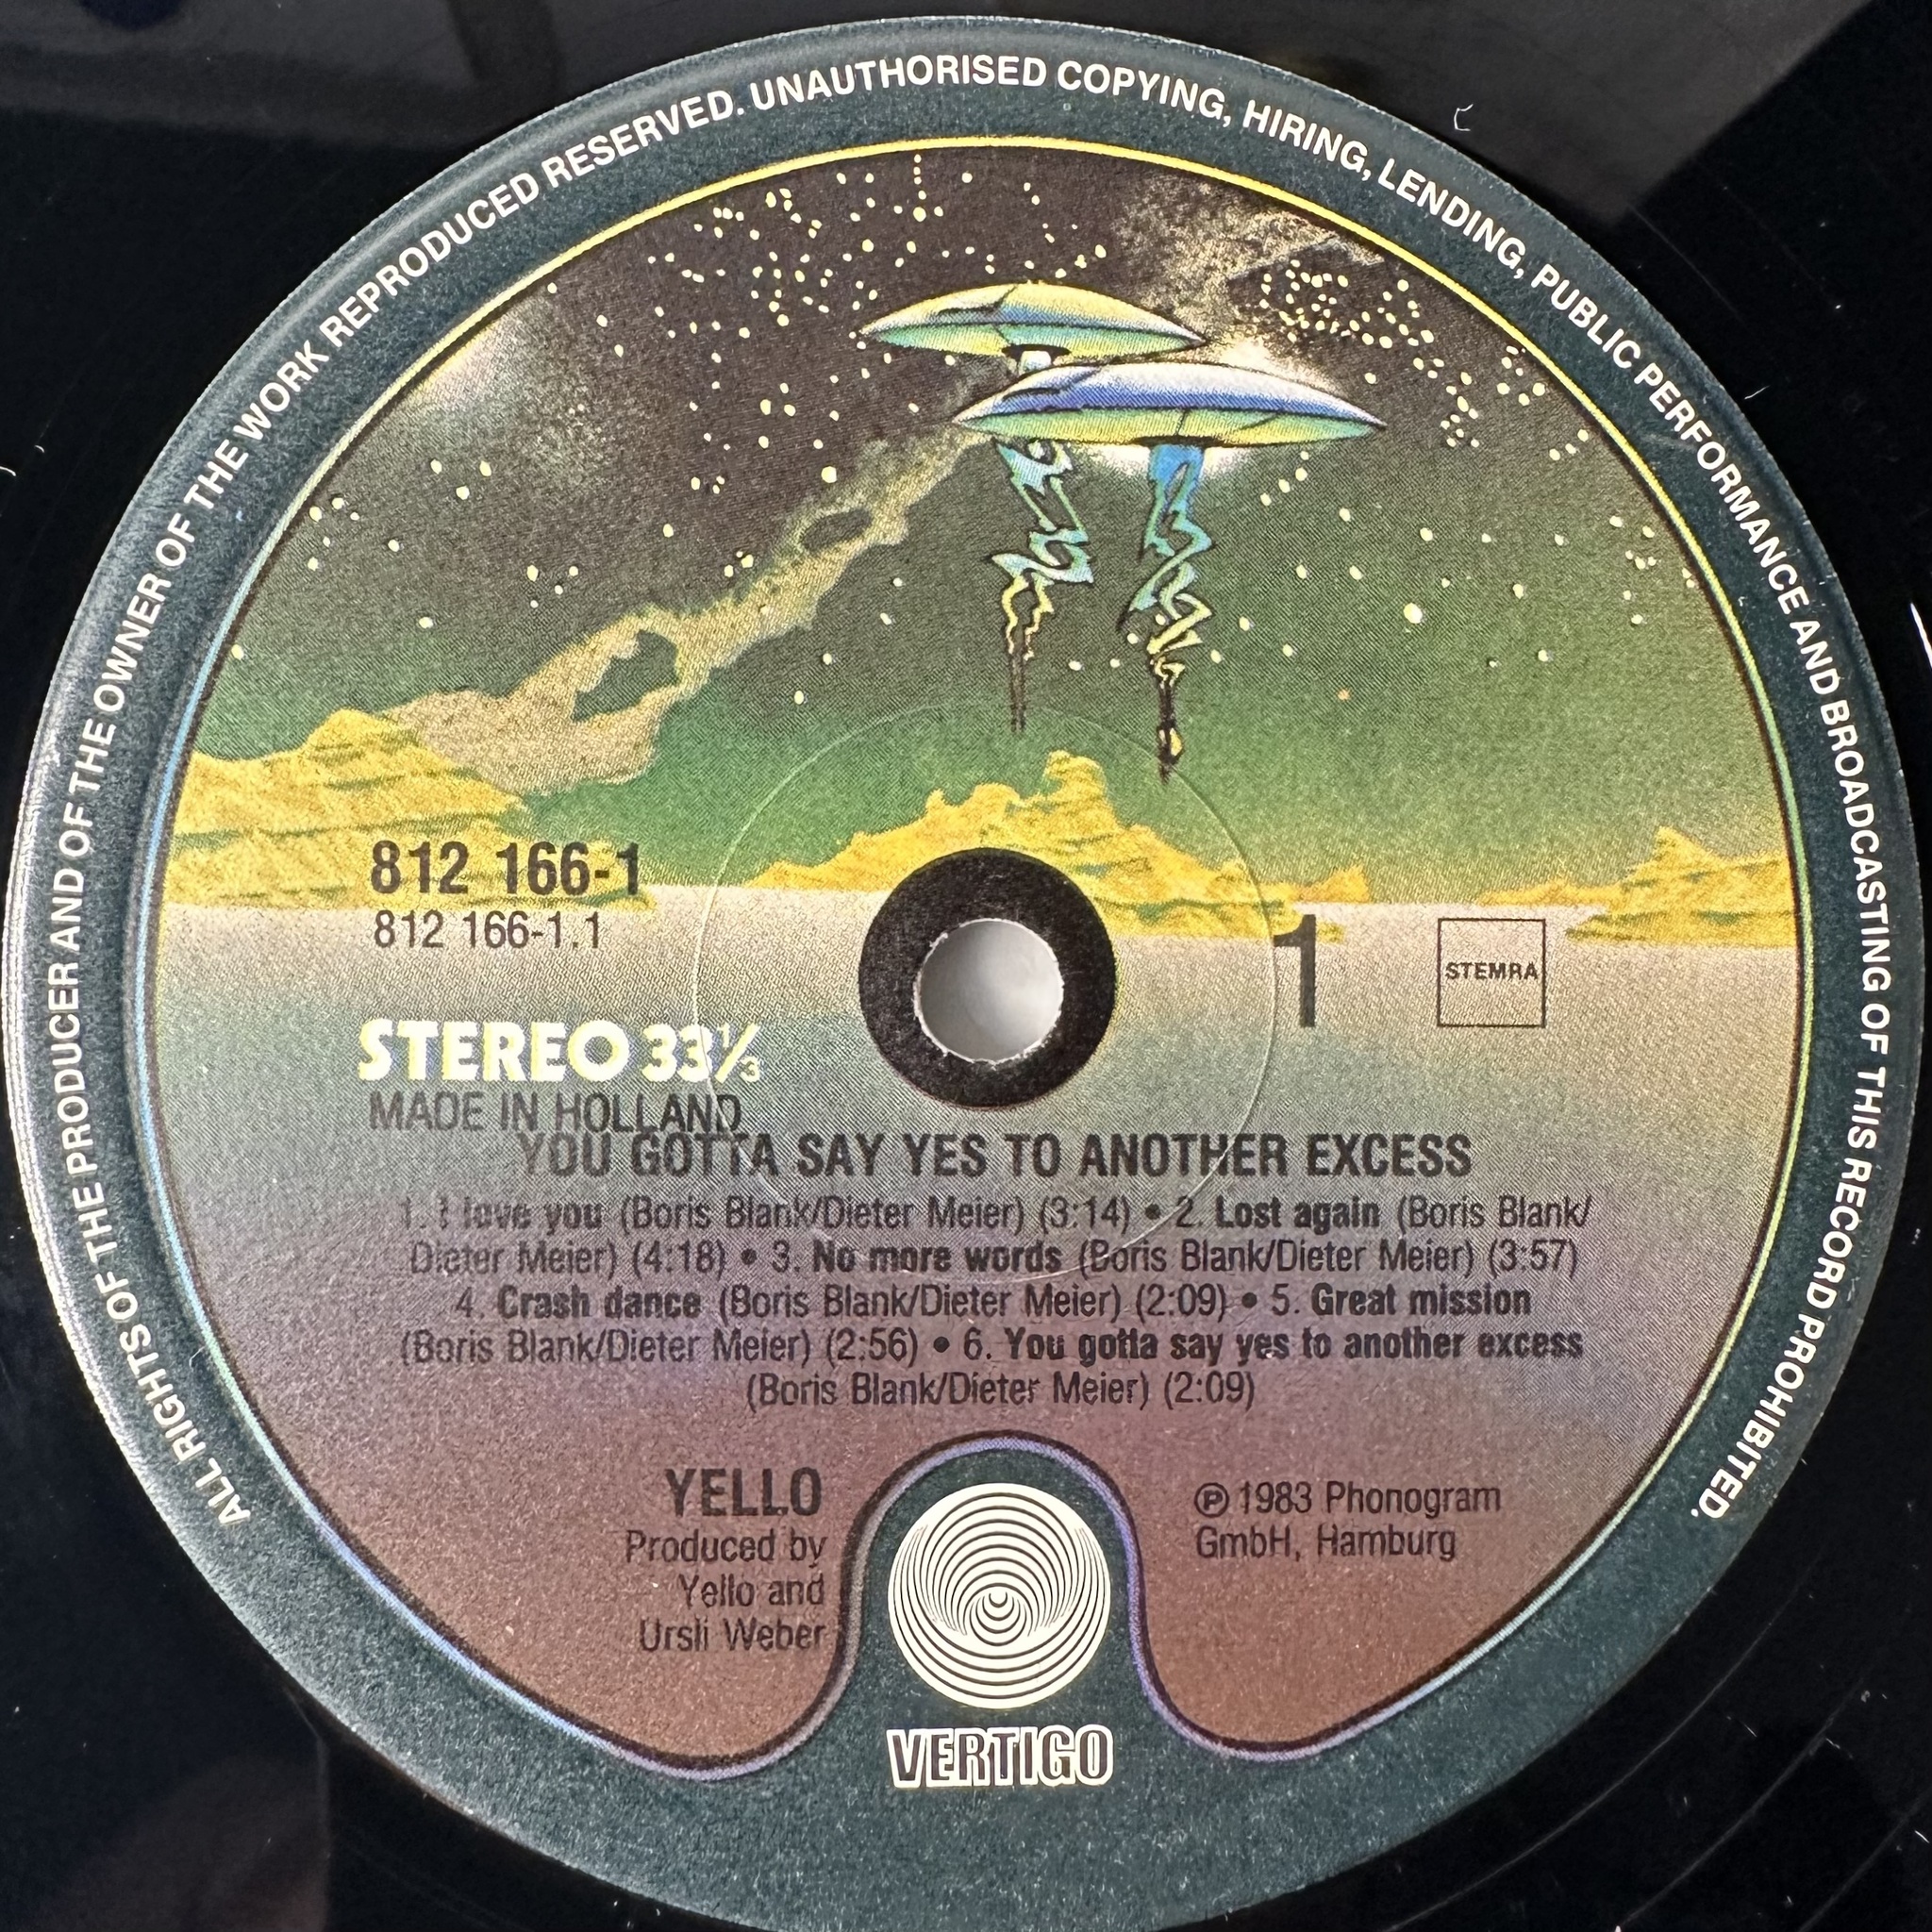 ALL RIGHTS OF THE PRODUCER AND OF THE OWNER OF THE WORK REPRODUCED RESERVED. UNAUTHORISED COPYING, HIRING, LENDING, PUBLIC PERFORMANCE AND BROADCASTING OF THIS RECORD PROHIBITED.
812 166-1
812 166-1.1
1
STEMRA
STEREO 33⅓
MADE IN HOLLAND
YOU GOTTA SAY YES TO ANOTHER EXCESS
1. I love you (Boris Blank/Dieter Meier) (3:14) • 2. Lost again (Boris Blank/
Dieter Meier) (4:18) • 3. No more words (Boris Blank/Dieter Meier) (3:57)
4. Crash dance (Boris Blank/Dieter Meier) (2:09) • 5. Great mission
(Boris Blank/Dieter Meier) (2:56) • 6. You gotta say yes to another excess
(Boris Blank/Dieter Meier) (2:09)
YELLO
Produced by
Yello and
Ursli Weber
℗ 1983 Phonogram
GmbH, Hamburg
VERTIGO